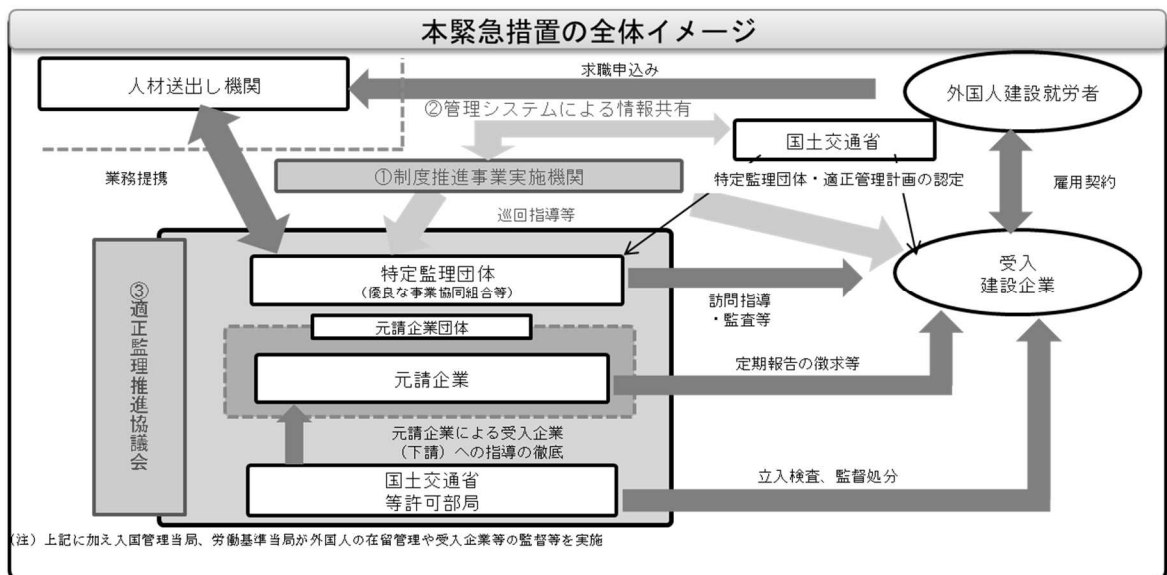 本緊急措置の全体イメージ
人材送出し機関
求職申込み
外国人建設就労者
②管理システムによる情報共有
国土交通省
業務提携
①制度推進事業実施機関
特定監理団体・適正管理計画の認定
雇用契約
巡回指導等
③適正監理推進協議会
特定監理団体
(優良な事業協同組合等)
受入
建設企業
訪問指導
・監査等
元請企業団体
元請企業
定期報告の徴求等
元請企業による受入企業
(下請)への指導の徹底
国土交通省
等許可部局
立入検査、監督処分
(注)上記に加え入国管理当局、労働基準当局が外国人の在留管理や受入企業等の監督等を実施